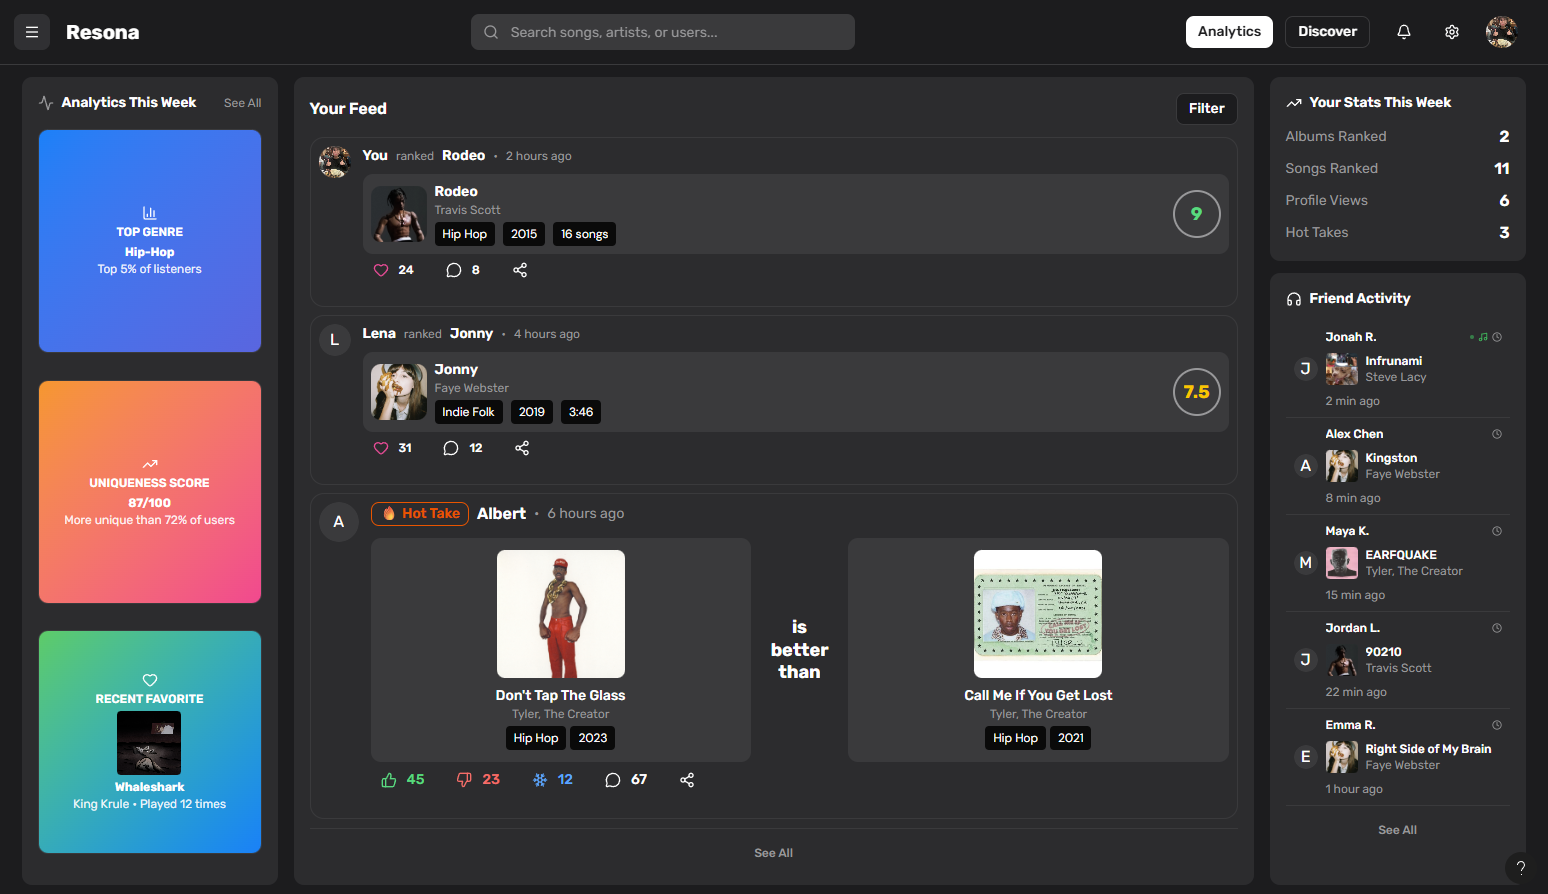 Resona
Search songs, artists, or users...
Analytics
Discover
Analytics This Week
See All
TOP GENRE
Hip-Hop
Top 5% of listeners
UNIQUENESS SCORE
87/100
More unique than 72% of users
RECENT FAVORITE
Whaleshark
King Krule • Played 12 times
Your Feed
Filter
You ranked Rodeo • 2 hours ago
Rodeo
Travis Scott
Hip Hop 2015 16 songs
9
24 8
L
Lena ranked Jonny • 4 hours ago
Jonny
Faye Webster
Indie Folk 2019 3:46
7.5
31 12
A
Hot Take Albert • 6 hours ago
Don't Tap The Glass
Tyler, The Creator
Hip Hop 2023
is
better
than
Call Me If You Get Lost
Tyler, The Creator
Hip Hop 2021
45 23 12 67
See All
Your Stats This Week
Albums Ranked 2
Songs Ranked 11
Profile Views 6
Hot Takes 3
Friend Activity
Jonah R.
J
Infrunami
Steve Lacy
2 min ago
Alex Chen
A
Kingston
Faye Webster
8 min ago
Maya K.
M
EARFQUAKE
Tyler, The Creator
15 min ago
Jordan L.
J
90210
Travis Scott
22 min ago
Emma R.
E
Right Side of My Brain
Faye Webster
1 hour ago
See All
?